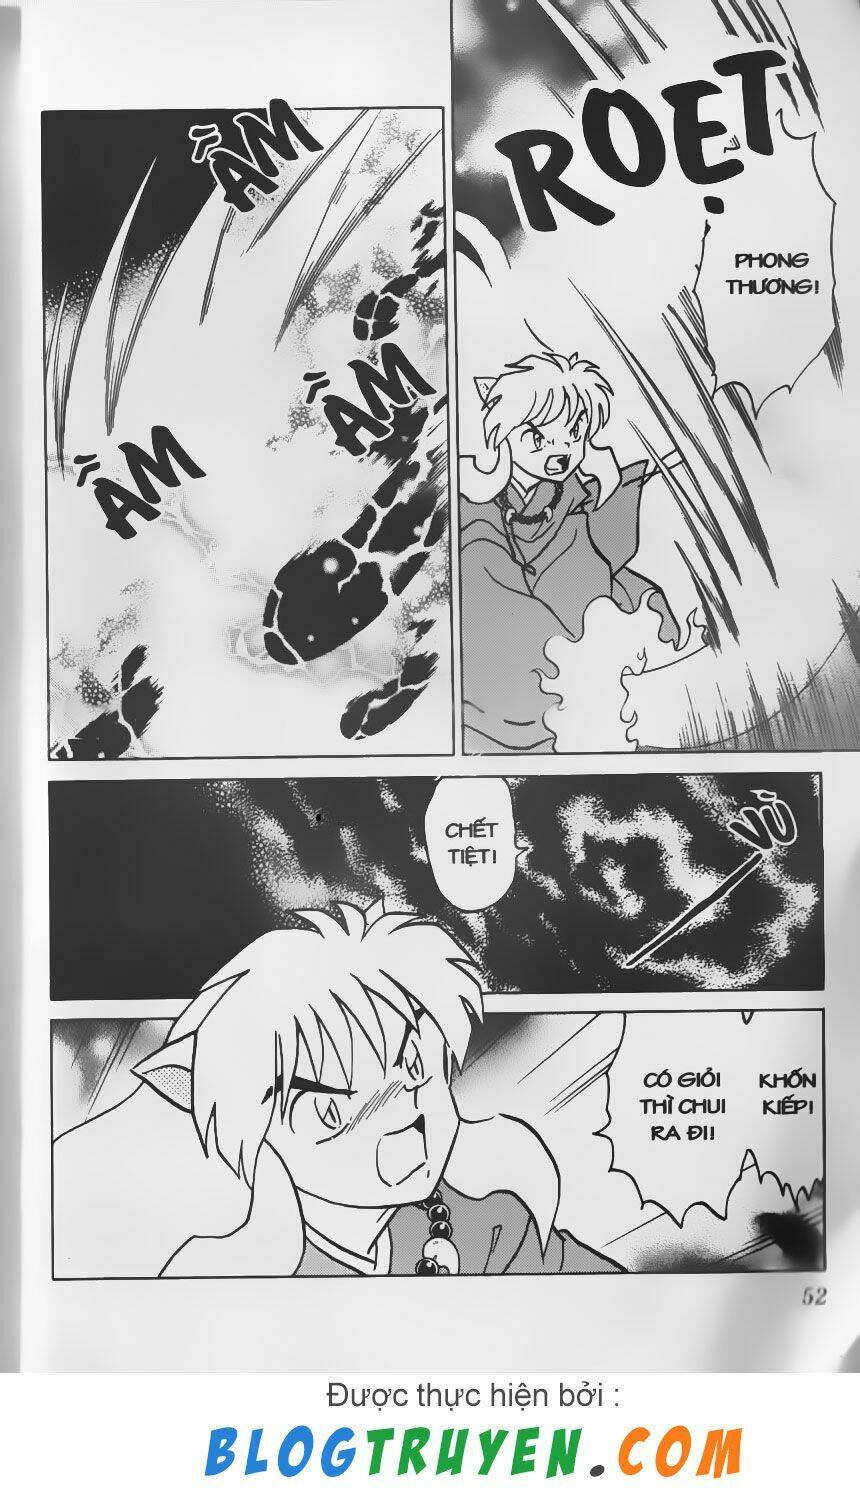 ROẸT
PHONG
THƯƠNG!
ẦM
ẦM
ẦM
CHẾT
TIỆT!
VÙ
KHỐN
KIẾP!
CÓ GIỎI
THÌ CHUI
RA ĐI!
52
Được thực hiện bởi :
BLOGTRUYEN.COM